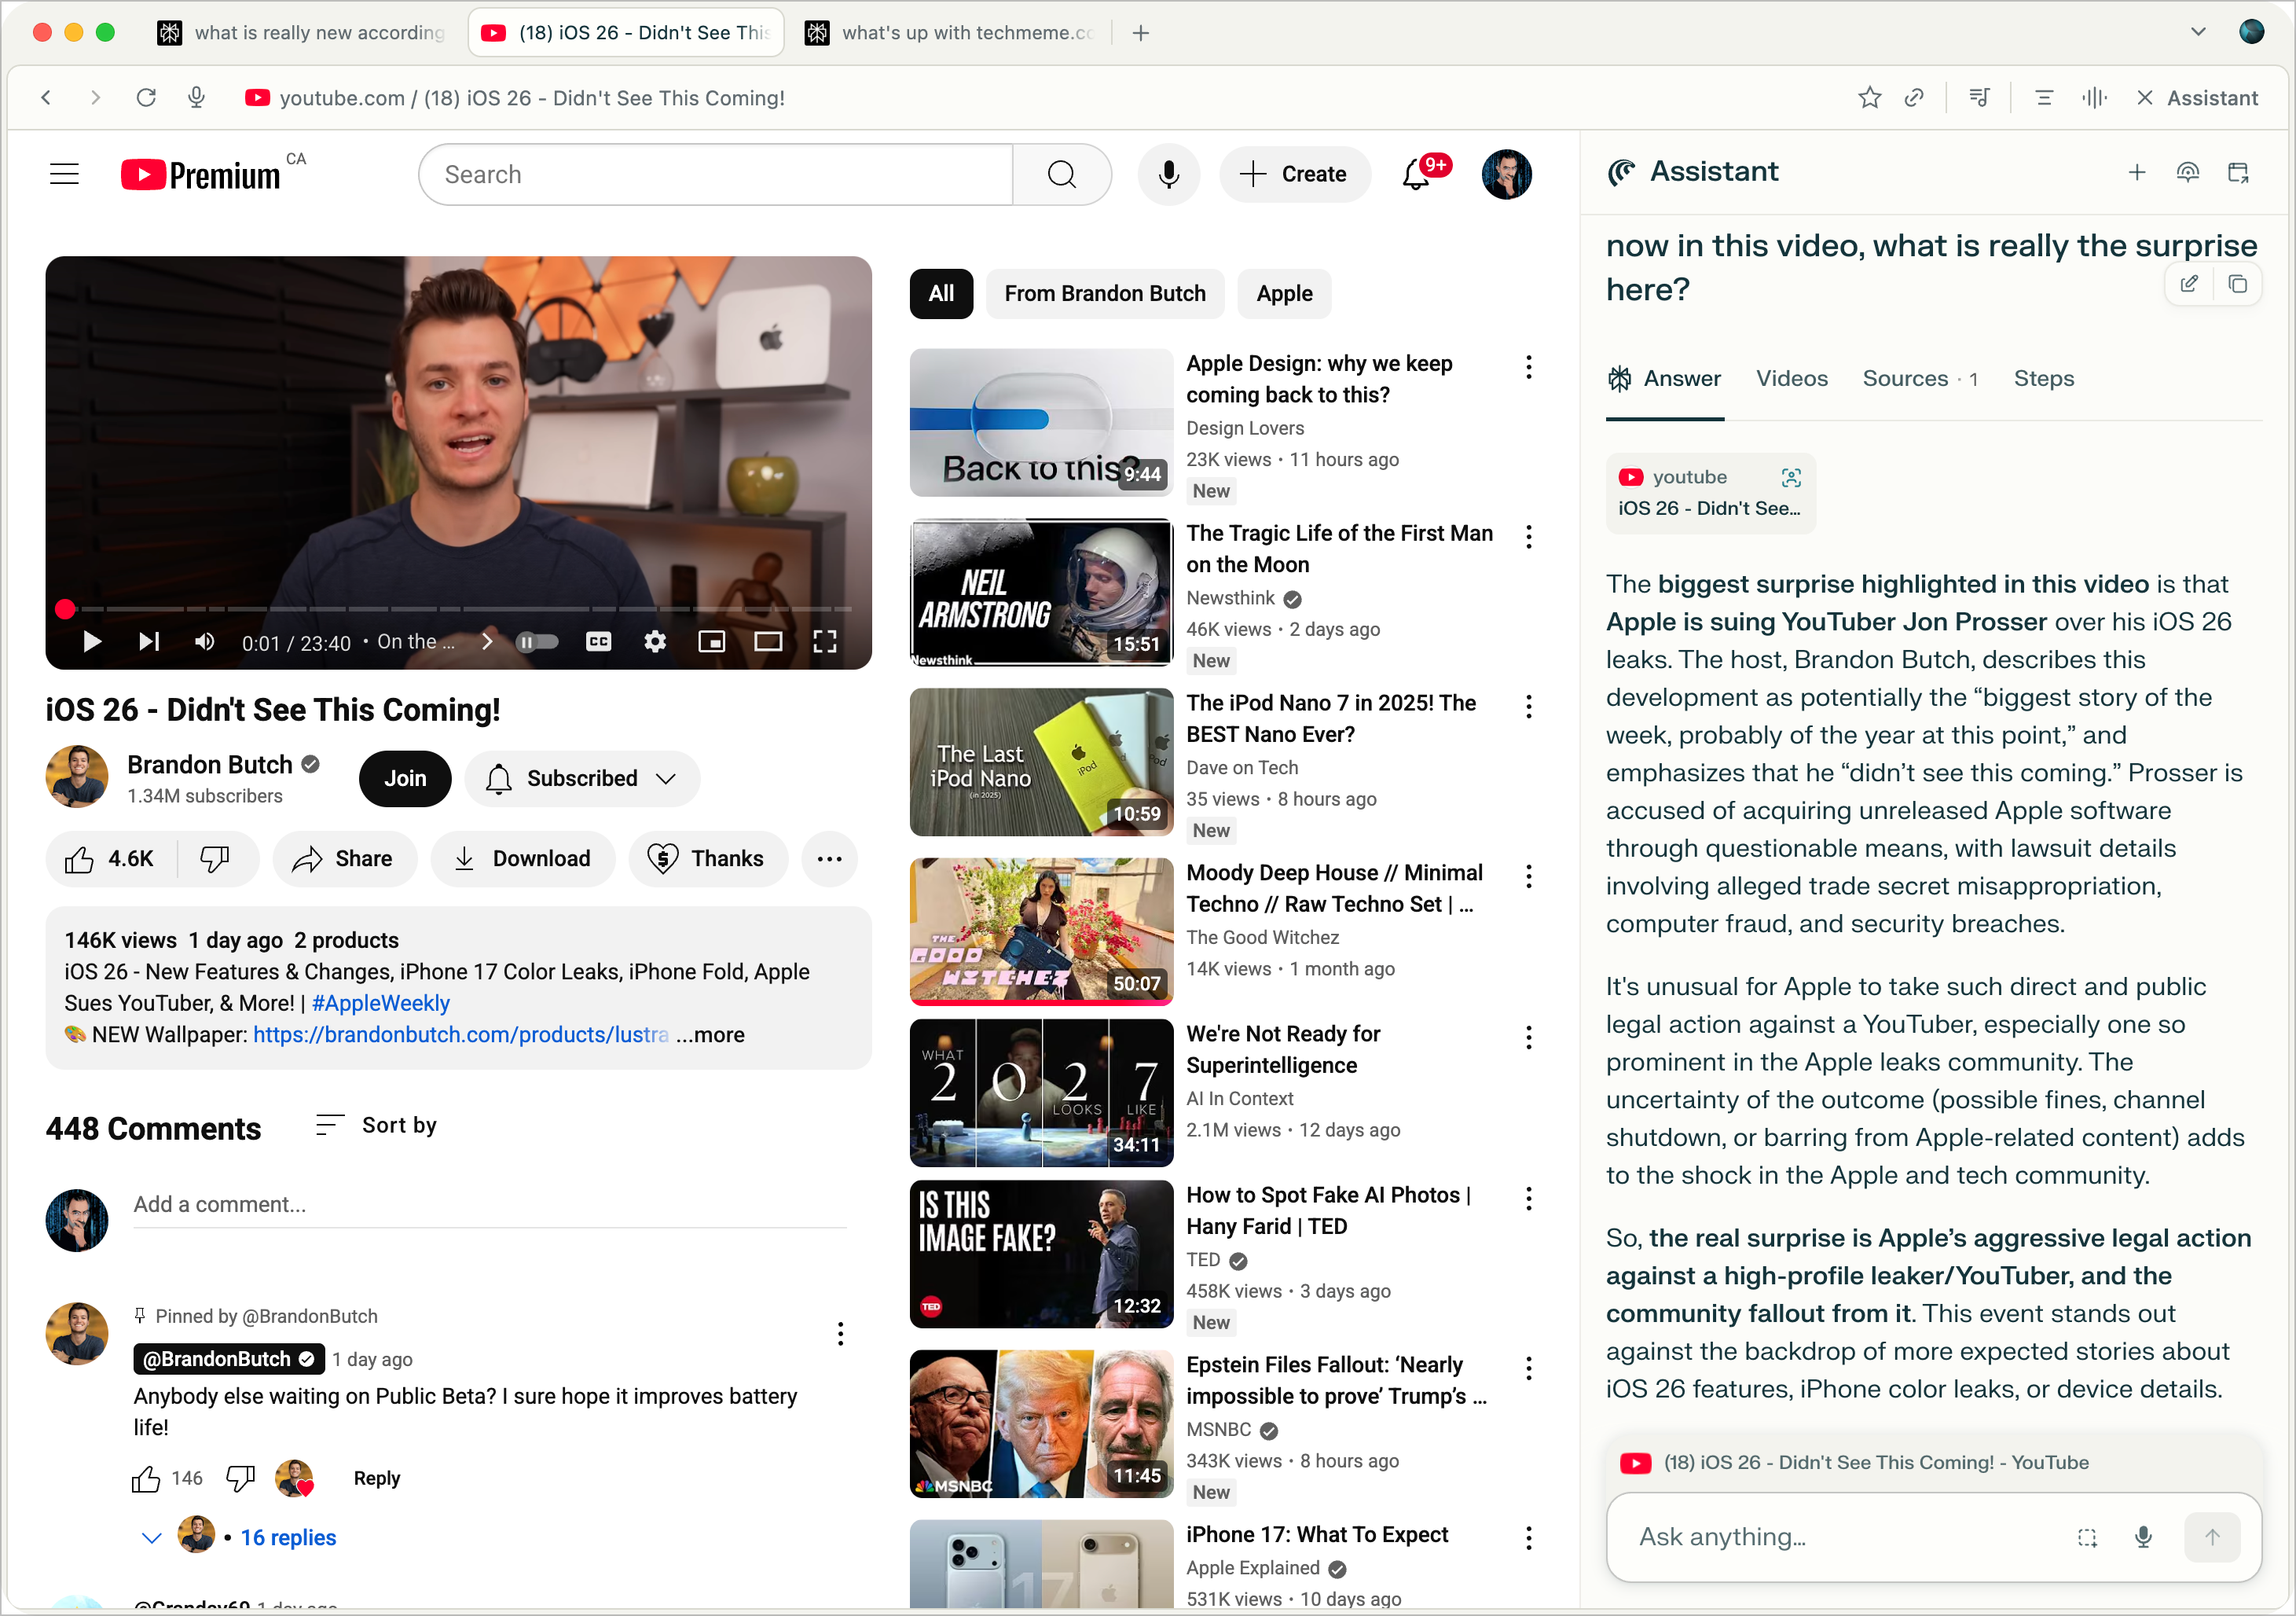 what is really new according
(18) iOS 26 - Didn't See This
what's up with techmeme.co
youtube.com / (18) iOS 26 - Didn't See This Coming!
Assistant
Premium CA
Search
Create
9+
0:01 / 23:40 • On the ...
CC
iOS 26 - Didn't See This Coming!
Brandon Butch
1.34M subscribers
Join
Subscribed
4.6K
Share
Download
Thanks
146K views 1 day ago 2 products
iOS 26 - New Features & Changes, iPhone 17 Color Leaks, iPhone Fold, Apple
Sues YouTuber, & More! | #AppleWeekly
🎨 NEW Wallpaper: https://brandonbutch.com/products/lustra ...more
448 Comments
Sort by
Add a comment...
Pinned by @BrandonButch
@BrandonButch 1 day ago
Anybody else waiting on Public Beta? I sure hope it improves battery
life!
146
Reply
• 16 replies
@Granday69 1 day ago
All
From Brandon Butch
Apple
Back to this?
9:44
Apple Design: why we keep
coming back to this?
Design Lovers
23K views • 11 hours ago
New
NEIL
ARMSTRONG
Newsthink
15:51
The Tragic Life of the First Man
on the Moon
Newsthink
46K views • 2 days ago
New
The Last
iPod Nano
(in 2025)
iPod
10:59
The iPod Nano 7 in 2025! The
BEST Nano Ever?
Dave on Tech
35 views • 8 hours ago
New
THE
GOOD
WITCHEZ
50:07
Moody Deep House // Minimal
Techno // Raw Techno Set | ...
The Good Witchez
14K views • 1 month ago
WHAT
2 0 2 7
LOOKS LIKE
34:11
We're Not Ready for
Superintelligence
AI In Context
2.1M views • 12 days ago
IS THIS
IMAGE FAKE?
TED
12:32
How to Spot Fake AI Photos |
Hany Farid | TED
TED
458K views • 3 days ago
New
MSNBC
11:45
Epstein Files Fallout: ‘Nearly
impossible to prove’ Trump’s ...
MSNBC
343K views • 8 hours ago
New
17
iPhone 17: What To Expect
Apple Explained
531K views • 10 days ago
Assistant
now in this video, what is really the surprise
here?
Answer
Videos
Sources · 1
Steps
youtube
iOS 26 - Didn't See...
The biggest surprise highlighted in this video is that
Apple is suing YouTuber Jon Prosser over his iOS 26
leaks. The host, Brandon Butch, describes this
development as potentially the “biggest story of the
week, probably of the year at this point,” and
emphasizes that he “didn’t see this coming.” Prosser is
accused of acquiring unreleased Apple software
through questionable means, with lawsuit details
involving alleged trade secret misappropriation,
computer fraud, and security breaches.
It's unusual for Apple to take such direct and public
legal action against a YouTuber, especially one so
prominent in the Apple leaks community. The
uncertainty of the outcome (possible fines, channel
shutdown, or barring from Apple-related content) adds
to the shock in the Apple and tech community.
So, the real surprise is Apple’s aggressive legal action
against a high-profile leaker/YouTuber, and the
community fallout from it. This event stands out
against the backdrop of more expected stories about
iOS 26 features, iPhone color leaks, or device details.
(18) iOS 26 - Didn't See This Coming! - YouTube
Ask anything...